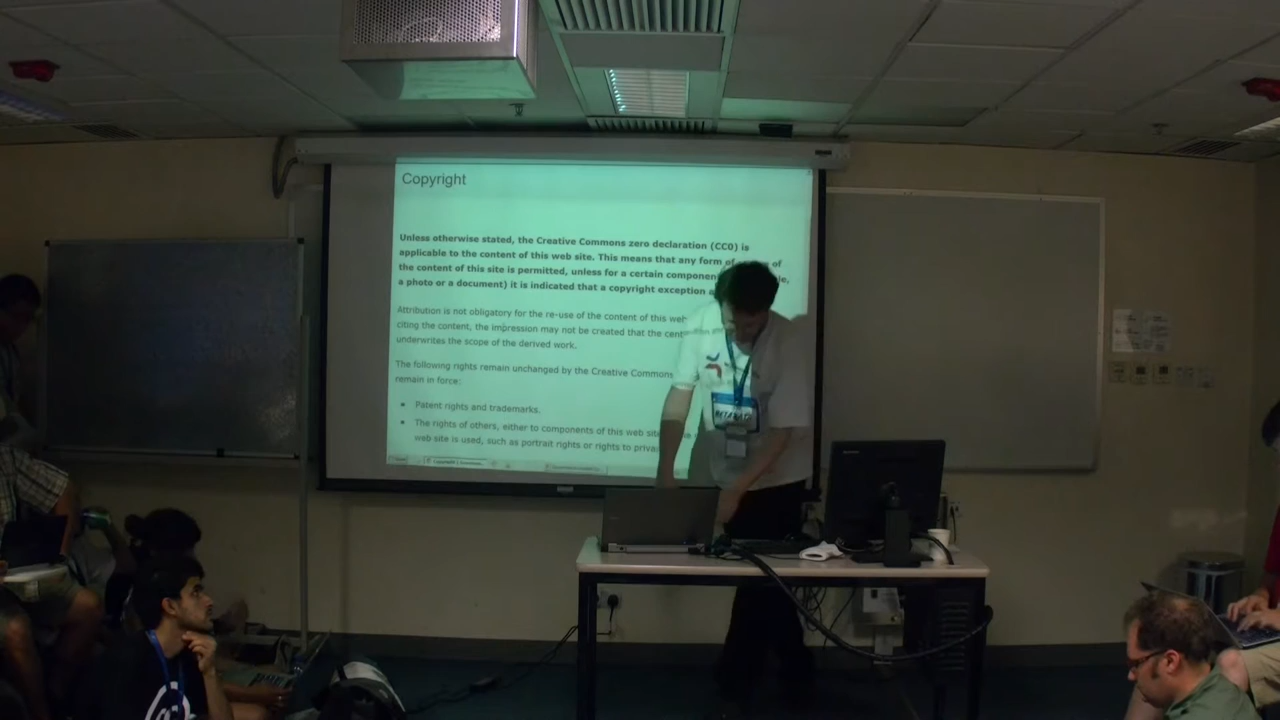 Copyright
Unless otherwise stated, the Creative Commons zero declaration (CC0) is
applicable to the content of this web site. This means that any form of of
the content of this site is permitted, unless for a certain
a photo or a document) it is indicated that a copyright exception
Attribution is not obligatory for the re-use of the content of this web
citing the content, the impression may not be created that the
underwrites the scope of the derived work.
The following rights remain unchanged by the Creative Commons
remain in force:
Patent rights and trademarks.
The rights of others, either to components of this web site
web site is used, such as portrait rights or rights to